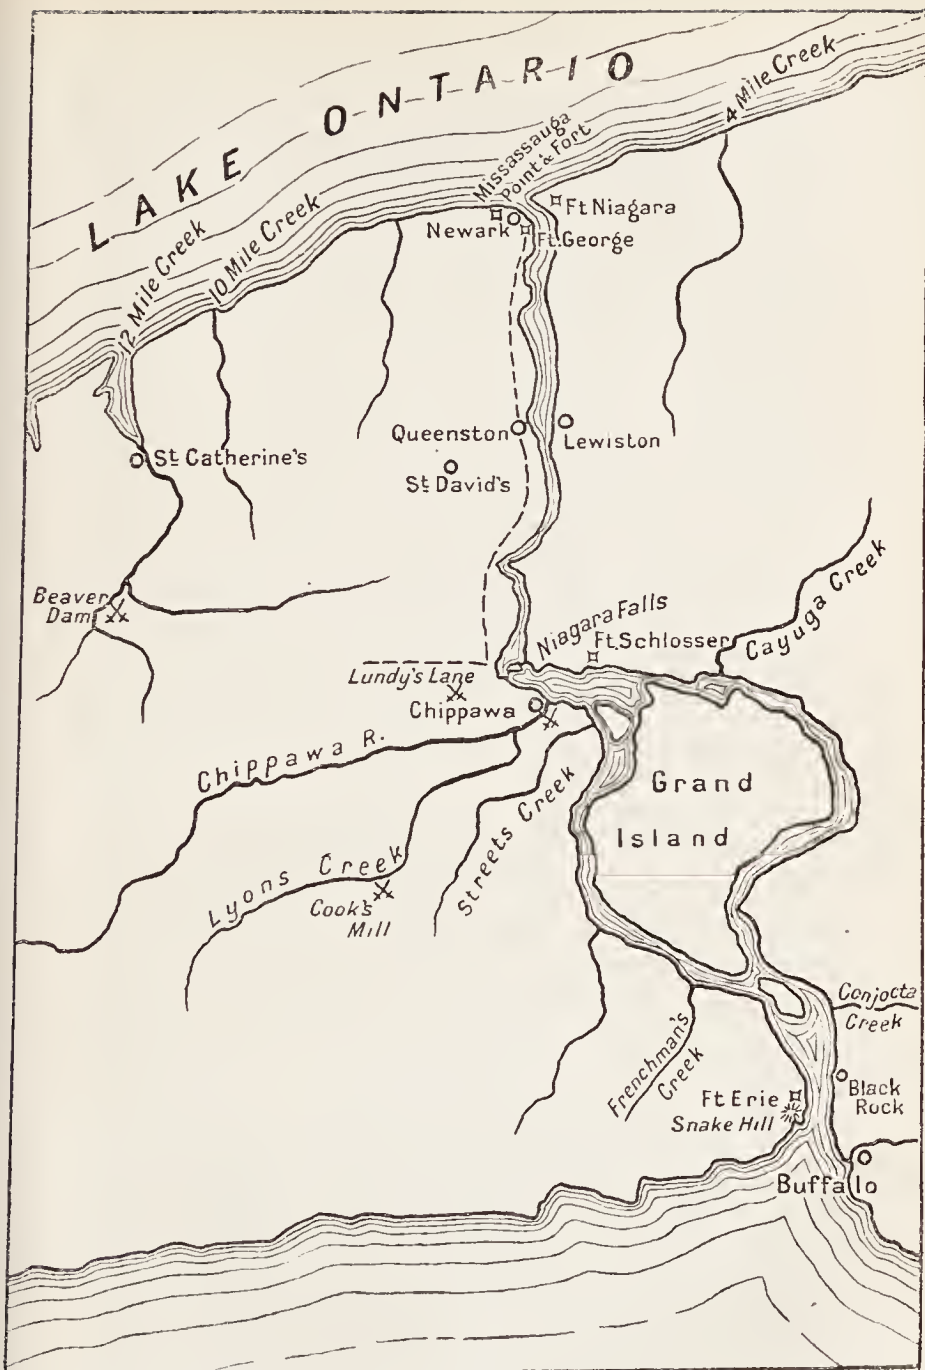 LAKE ONTARIO
4 Mile Creek
Mississauga
Point & Fort
Ft Niagara
Newark
Ft. George
10 Mile Creek
12 Mile Creek
Queenston
Lewiston
St. Catherine's
St. David's
Beaver
Dam
Niagara Falls
Ft. Schlosser
Cayuga Creek
Lundy's Lane
Chippawa
Chippawa R.
Grand
Island
Streets Creek
Lyons Creek
Cook's
Mill
Conjocta
Creek
Frenchman's
Creek
Ft Erie
Snake Hill
Black
Rock
Buffalo